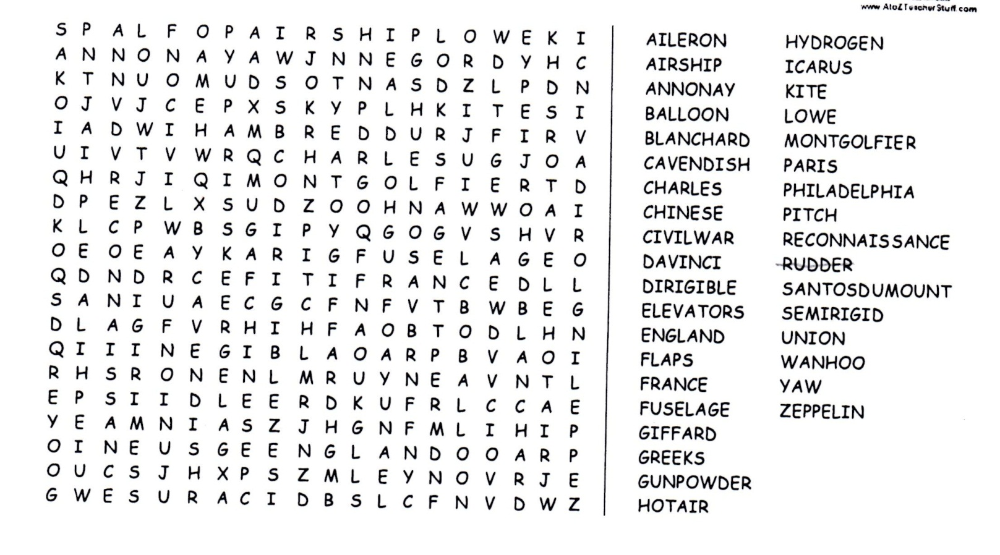 www.AtoZTeacherStuff.com
S P A L F O P A I R S H I P L O W E K I
A N N O N A Y A W J N N E G O R D Y H C
K T N U O M U D S O T N A S D Z L P D N
O J V J C E P X S K Y P L H K I T E S I
I A D W I H A M B R E D D U R J F I R V
U I V T V W R Q C H A R L E S U G J O A
Q H R J I Q I M O N T G O L F I E R T D
D P E Z L X S U D Z O O H N A W W O A I
K L C P W B S G I P Y Q G O G V S H V R
O E O E A Y K A R I G F U S E L A G E O
Q D N D R C E F I T I F R A N C E D L L
S A N I U A E C G C F N F V T B W B E G
D L A G F V R H I H F A O B T O D L H N
Q I I I N E G I B L A O A R P B V A O I
R H S R O N E N L M R U Y N E A V N T L
E P S I I D L E E R D K U F R L C C A E
Y E A M N I A S Z J H G N F M L I H I P
O I N E U S G E E N G L A N D O O A R P
O U C S J H X P S Z M L E Y N O V R J E
G W E S U R A C I D B S L C F N V D W Z
AILERON
AIRSHIP
ANNONAY
BALLOON
BLANCHARD
CAVENDISH
CHARLES
CHINESE
CIVILWAR
DAVINCI
DIRIGIBLE
ELEVATORS
ENGLAND
FLAPS
FRANCE
FUSELAGE
GIFFARD
GREEKS
GUNPOWDER
HOTAIR
HYDROGEN
ICARUS
KITE
LOWE
MONTGOLFIER
PARIS
PHILADELPHIA
PITCH
RECONNAISSANCE
RUDDER
SANTOSDUMOUNT
SEMIRIGID
UNION
WANHOO
YAW
ZEPPELIN